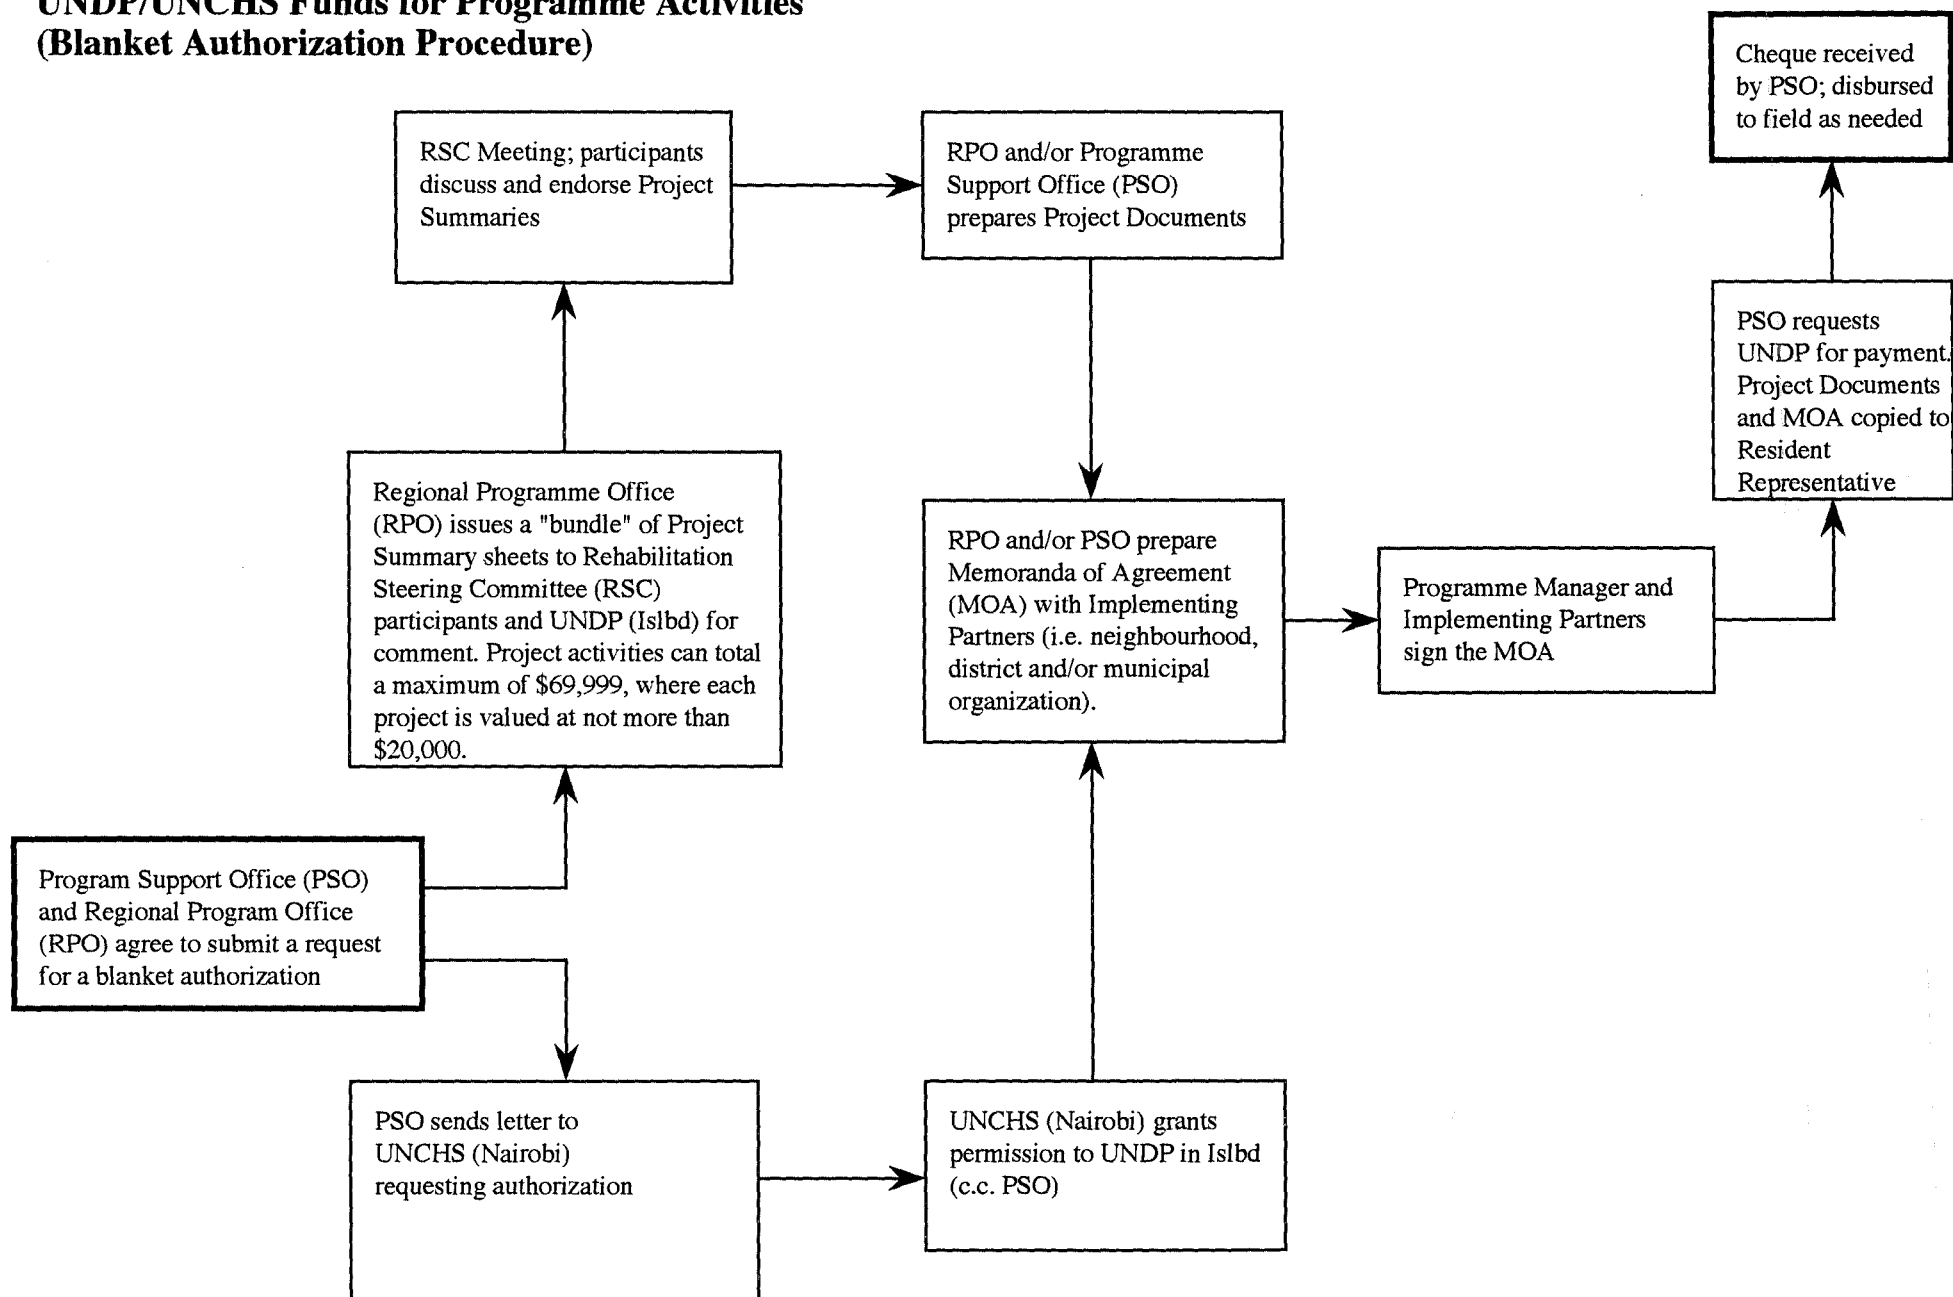 UNDP/UNCHS Funds for Programme Activities
(Blanket Authorization Procedure)
Cheque received
by PSO; disbursed
to field as needed
RSC Meeting; participants
discuss and endorse Project
Summaries
RPO and/or Programme
Support Office (PSO)
prepares Project Documents
PSO requests
UNDP for payment.
Project Documents
and MOA copied to
Resident
Representative
Regional Programme Office
(RPO) issues a "bundle" of Project
Summary sheets to Rehabilitation
Steering Committee (RSC)
participants and UNDP (Islbd) for
comment. Project activities can total
a maximum of $69,999, where each
project is valued at not more than
$20,000.
RPO and/or PSO prepare
Memoranda of Agreement
(MOA) with Implementing
Partners (i.e. neighbourhood,
district and/or municipal
organization).
Programme Manager and
Implementing Partners
sign the MOA
Program Support Office (PSO)
and Regional Program Office
(RPO) agree to submit a request
for a blanket authorization
PSO sends letter to
UNCHS (Nairobi)
requesting authorization
UNCHS (Nairobi) grants
permission to UNDP in Islbd
(c.c. PSO)